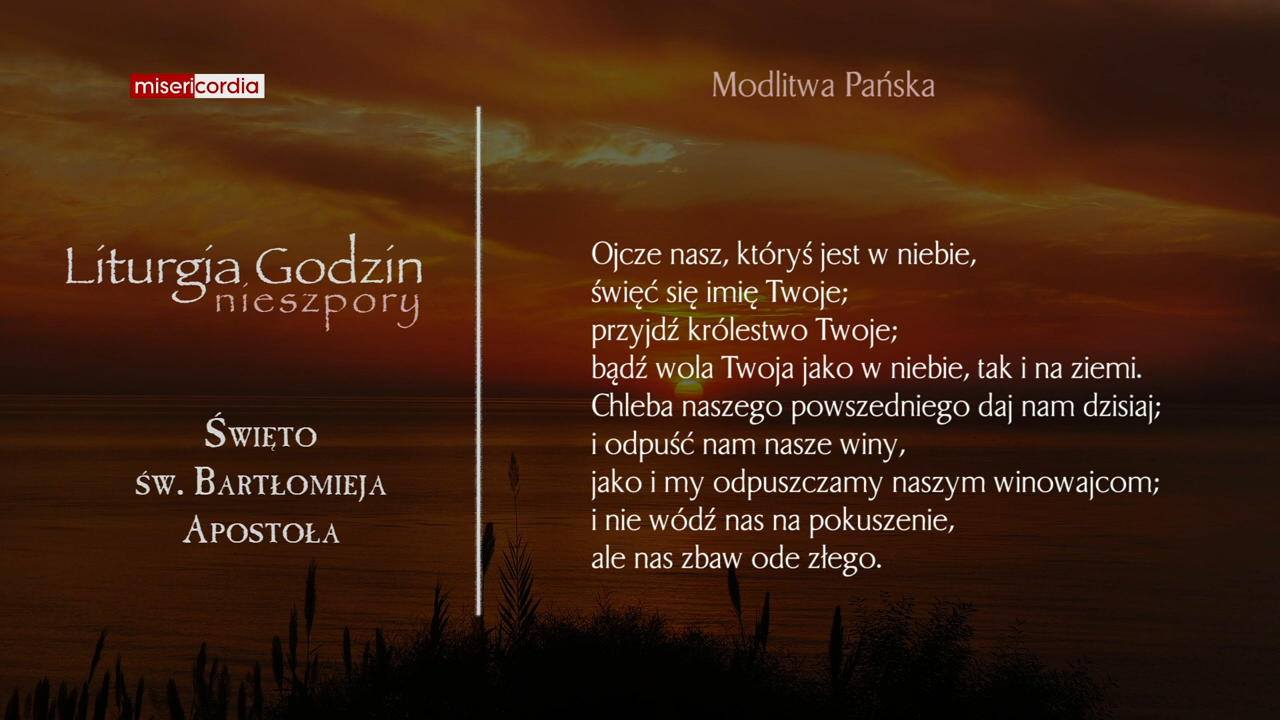 misericordia
Liturgia Godzin
nieszpory
Święto
św. Bartłomieja
Apostoła
Modlitwa Pańska
Ojcze nasz, któryś jest w niebie,
święć się imię Twoje;
przyjdź królestwo Twoje;
bądź wola Twoja jako w niebie, tak i na ziemi.
Chleba naszego powszedniego daj nam dzisiaj;
i odpuść nam nasze winy,
jako i my odpuszczamy naszym winowajcom;
i nie wódź nas na pokuszenie,
ale nas zbaw ode złego.